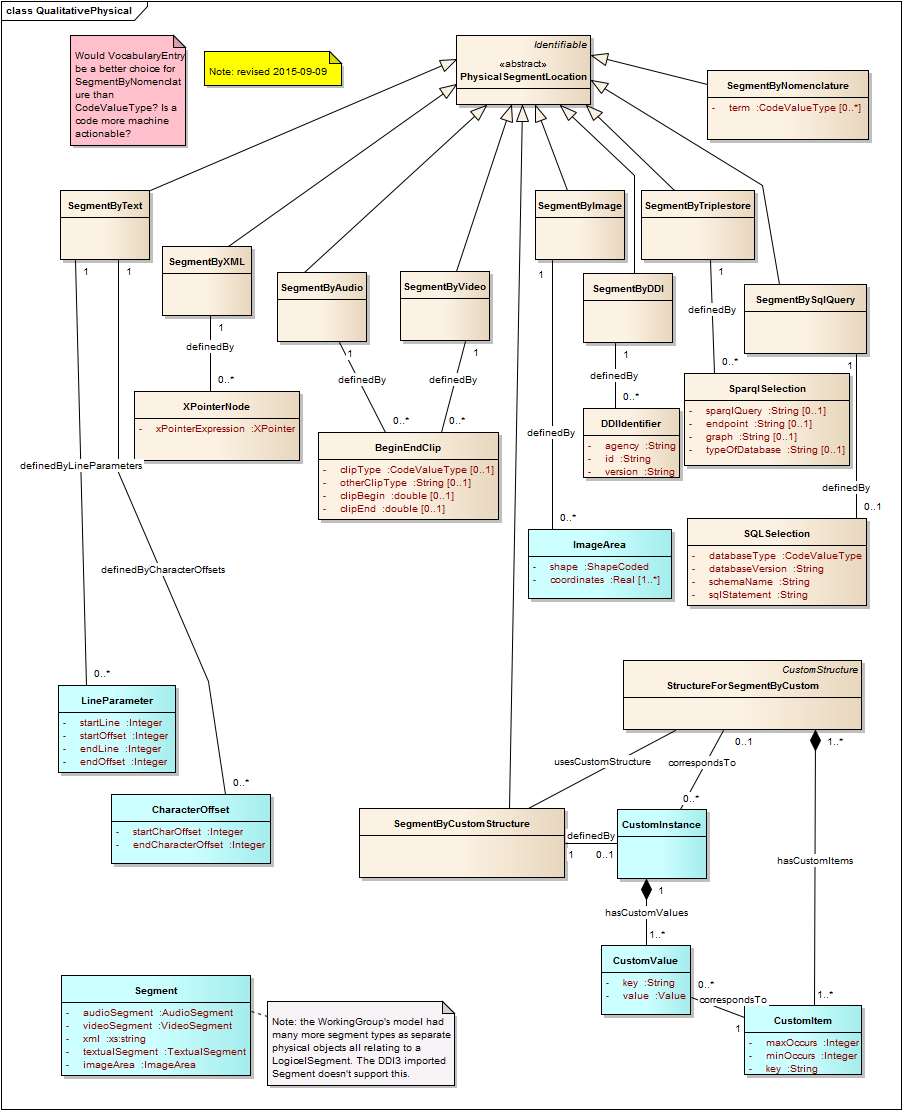 class QualitativePhysical
Would VocabularyEntry
be a better choice for
SegmentByNomenclat
ure than
CodeValueType? Is a
code more machine
actionable?
Note: revised 2015-09-09
Identifiable
«abstract»
PhysicalSegmentLocation
SegmentByNomenclature
- term :CodeValueType [0..*]
SegmentByText
SegmentByXML
SegmentByAudio
SegmentByVideo
SegmentByImage
SegmentByDDI
SegmentByTriplestore
SegmentBySqlQuery
1
1
1
definedBy
0..*
XPointerNode
- xPointerExpression :XPointer
1
definedBy
0..*
1
definedBy
0..*
BeginEndClip
- clipType :CodeValueType [0..1]
- otherClipType :String [0..1]
- clipBegin :double [0..1]
- clipEnd :double [0..1]
1
definedBy
0..*
1
definedBy
0..*
DDIIdentifier
- agency :String
- id :String
- version :String
1
definedBy
0..*
SparqlSelection
- sparqlQuery :String [0..1]
- endpoint :String [0..1]
- graph :String [0..1]
- typeOfDatabase :String [0..1]
1
definedBy
0..1
SQLSelection
- databaseType :CodeValueType
- databaseVersion :String
- schemaName :String
- sqlStatement :String
ImageArea
- shape :ShapeCoded
- coordinates :Real [1..*]
definedByLineParameters
definedByCharacterOffsets
0..*
LineParameter
- startLine :Integer
- startOffset :Integer
- endLine :Integer
- endOffset :Integer
0..*
CharacterOffset
- startCharOffset :Integer
- endCharacterOffset :Integer
CustomStructure
StructureForSegmentByCustom
usesCustomStructure
0..1
correspondsTo
0..*
1..*
hasCustomItems
1..*
SegmentByCustomStructure
definedBy
1
0..1
CustomInstance
1
hasCustomValues
1..*
CustomValue
- key :String
- value :Value
0..*
correspondsTo
1
CustomItem
- maxOccurs :Integer
- minOccurs :Integer
- key :String
Segment
- audioSegment :AudioSegment
- videoSegment :VideoSegment
- xml :xs:string
- textualSegment :TextualSegment
- imageArea :ImageArea
Note: the WorkingGroup's model had
many more segment types as separate
physical objects all relating to a
LogicelSegment. The DDI3 imported
Segment doesn't support this.